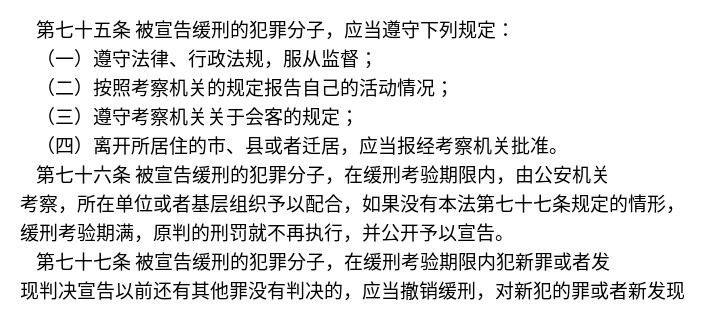 第七十五条 被宣告缓刑的犯罪分子，应当遵守下列规定：
（一）遵守法律、行政法规，服从监督；
（二）按照考察机关的规定报告自己的活动情况；
（三）遵守考察机关关于会客的规定；
（四）离开所居住的市、县或者迁居，应当报经考察机关批准。
第七十六条 被宣告缓刑的犯罪分子，在缓刑考验期限内，由公安机关
考察，所在单位或者基层组织予以配合，如果没有本法第七十七条规定的情形，
缓刑考验期满，原判的刑罚就不再执行，并公开予以宣告。
第七十七条 被宣告缓刑的犯罪分子，在缓刑考验期限内犯新罪或者发
现判决宣告以前还有其他罪没有判决的，应当撤销缓刑，对新犯的罪或者新发现